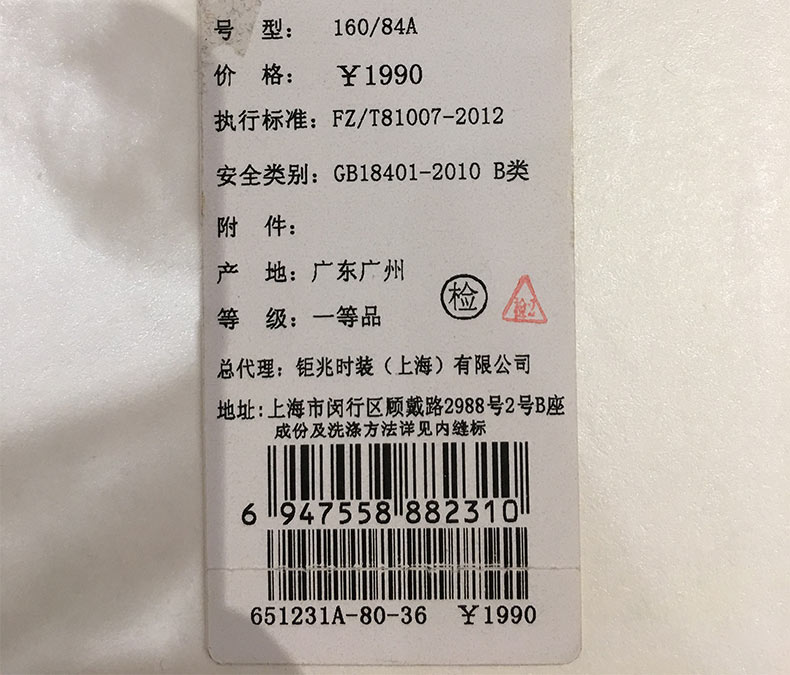 号 型： 160/84A
价 格： ￥1990
执行标准：FZ/T81007-2012
安全类别：GB18401-2010 B类
附 件：
产 地：广东广州
等 级：一等品
检
总代理：钜兆时装（上海）有限公司
地址:上海市闵行区顾戴路2988号2号B座
成份及洗涤方法详见内缝标
6 947558 882310
651231A-80-36 ￥1990